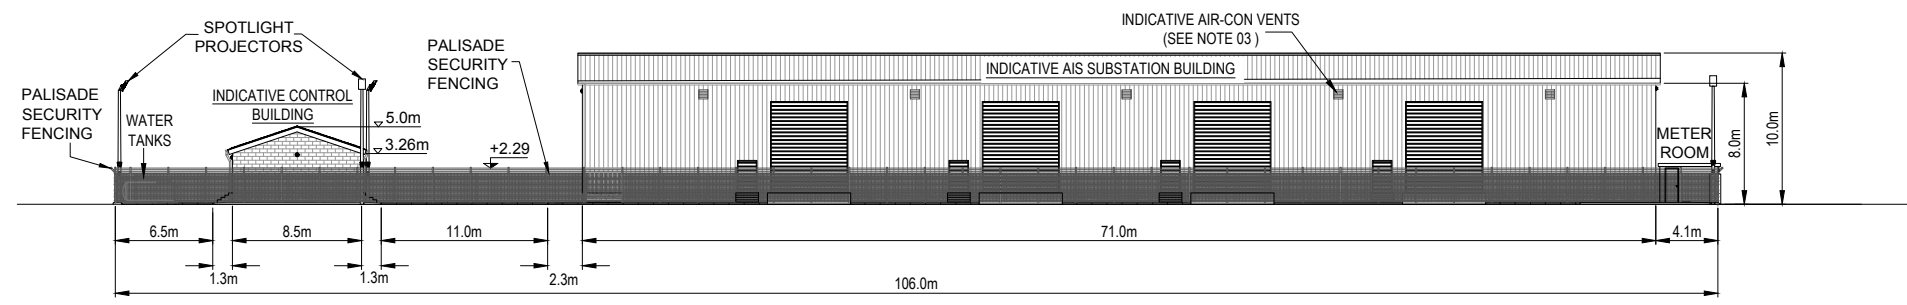 SPOTLIGHT
PROJECTORS
PALISADE
SECURITY
FENCING
INDICATIVE AIR-CON VENTS
(SEE NOTE 03 )
INDICATIVE AIS SUBSTATION BUILDING
PALISADE
SECURITY
FENCING
WATER
TANKS
INDICATIVE CONTROL
BUILDING
5.0m
3.26m
+2.29
METER
ROOM
8.0m
10.0m
6.5m
8.5m
11.0m
71.0m
4.1m
1.3m
1.3m
2.3m
106.0m